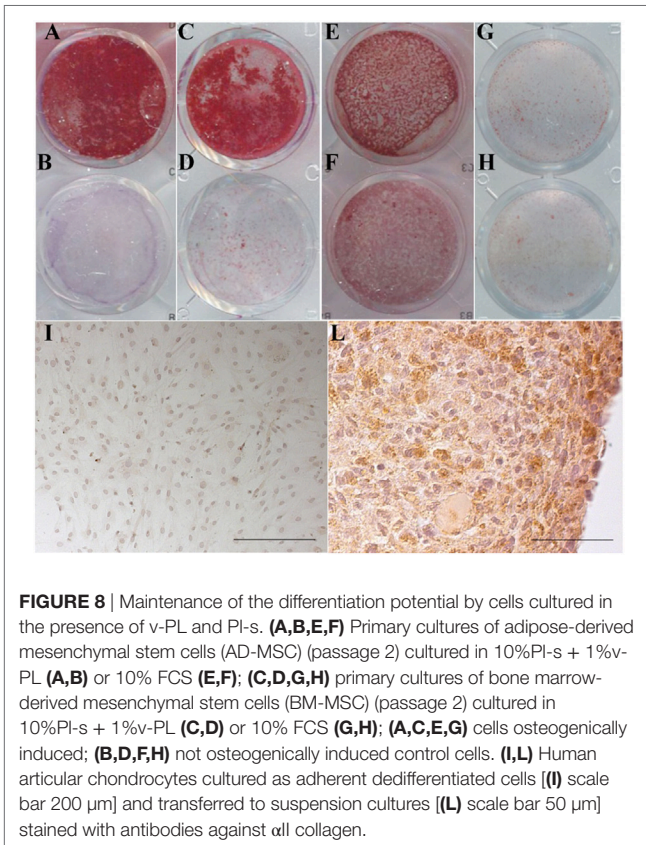 A
C
E
G
B
D
F
H
I
L
FIGURE 8 | Maintenance of the differentiation potential by cells cultured in
the presence of v-PL and Pl-s. (A,B,E,F) Primary cultures of adipose-derived
mesenchymal stem cells (AD-MSC) (passage 2) cultured in 10%Pl-s + 1%v-
PL (A,B) or 10% FCS (E,F); (C,D,G,H) primary cultures of bone marrow-
derived mesenchymal stem cells (BM-MSC) (passage 2) cultured in
10%Pl-s + 1%v-PL (C,D) or 10% FCS (G,H); (A,C,E,G) cells osteogenically
induced; (B,D,F,H) not osteogenically induced control cells. (I,L) Human
articular chondrocytes cultured as adherent dedifferentiated cells [(I) scale
bar 200 µm] and transferred to suspension cultures [(L) scale bar 50 µm]
stained with antibodies against αII collagen.